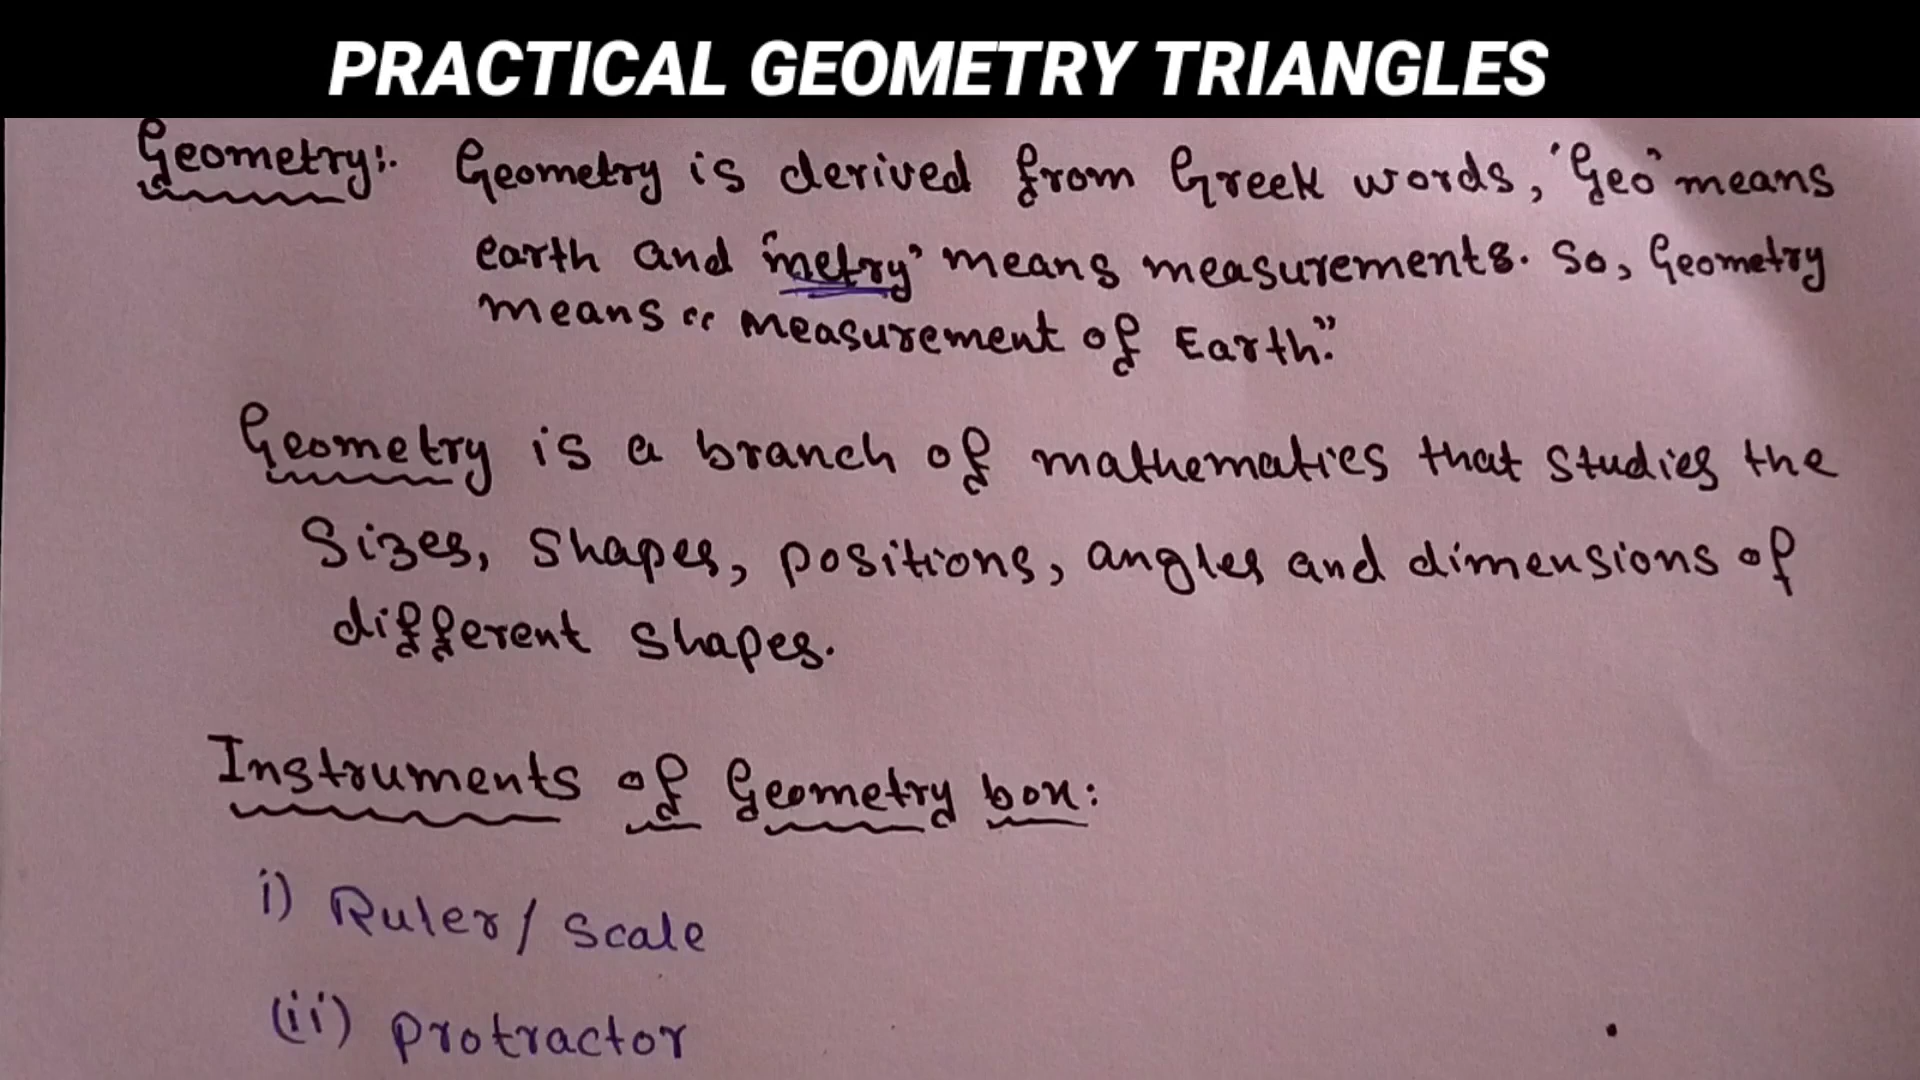 PRACTICAL GEOMETRY TRIANGLES
Geometry:- Geometry is derived from Greek words, 'Geo' means
earth and 'metry' means measurements. So, Geometry
means "measurement of Earth."
Geometry is a branch of mathematics that studies the
Sizes, Shapes, positions, angles and dimensions of
different shapes.
Instruments of Geometry box:
i) Ruler/Scale
(ii) Protractor